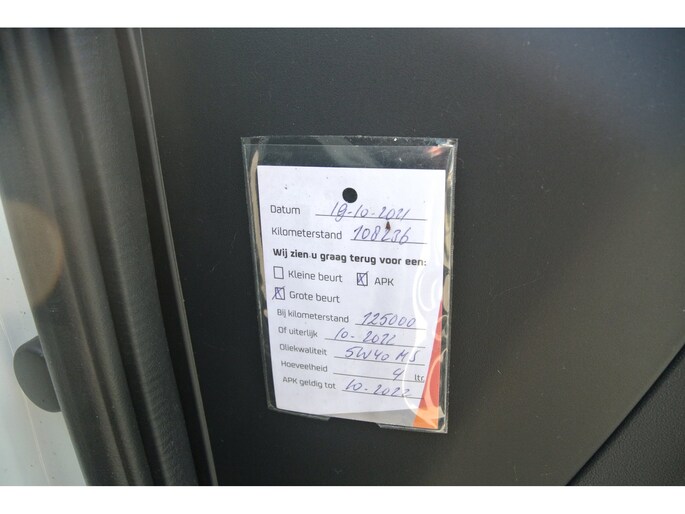 Datum 19-10-2021
Kilometerstand 108236
Wij zien u graag terug voor een:
Kleine beurt APK
Grote beurt
Bij kilometerstand 125000
Of uiterlijk 10-2022
Oliekwaliteit 5W40 MS
Hoeveelheid 4 ltr
APK geldig tot 10-2022